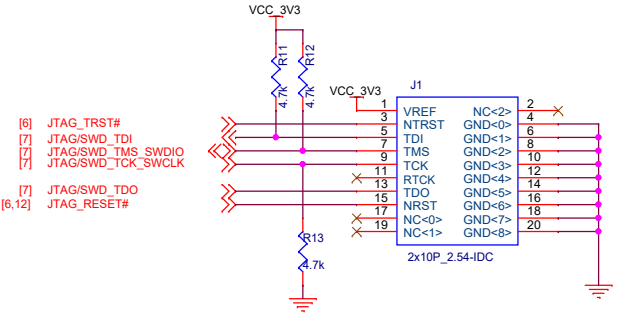 VCC_3V3
R11
R12
4.7k
4.7k
VCC_3V3
J1
1 VREF NC<2> 2
[6] JTAG_TRST# 3 NTRST GND<0> 4
[7] JTAG/SWD_TDI 5 TDI GND<1> 6
[7] JTAG/SWD_TMS_SWDIO 7 TMS GND<2> 8
[7] JTAG/SWD_TCK_SWCLK 9 TCK GND<3> 10
11 RTCK GND<4> 12
[7] JTAG/SWD_TDO 13 TDO GND<5> 14
[6,12] JTAG_RESET# 15 NRST GND<6> 16
17 NC<0> GND<7> 18
19 NC<1> GND<8> 20
R13
4.7k
2x10P_2.54-IDC